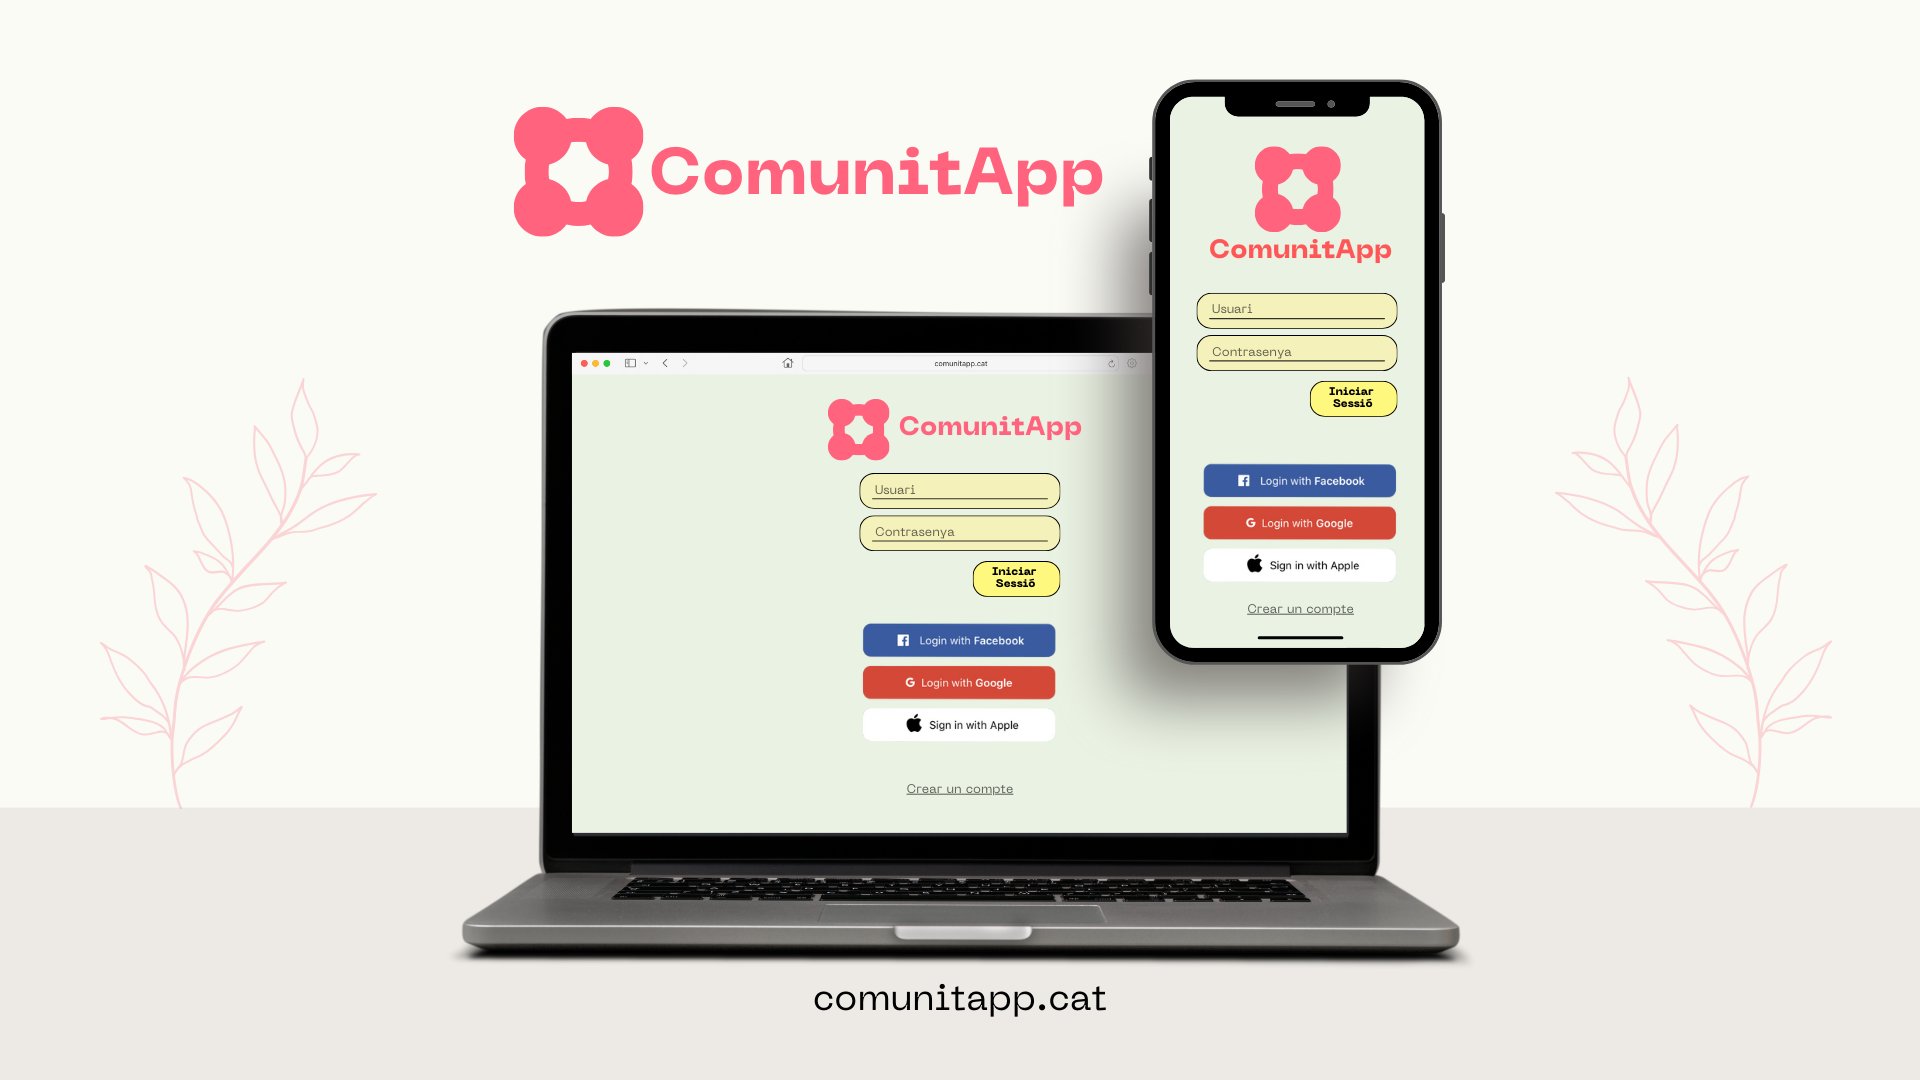 ComunitApp
comunitapp.cat
ComunitApp
Usuari
Contrasenya
Iniciar
Sessió
Login with Facebook
Login with Google
Sign in with Apple
Crear un compte
ComunitApp
Usuari
Contrasenya
Iniciar
Sessió
Login with Facebook
Login with Google
Sign in with Apple
Crear un compte
comunitapp.cat